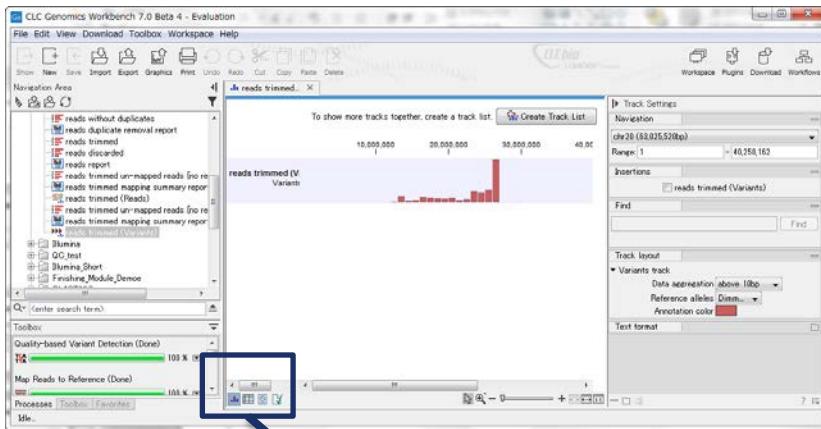 CLC Genomics Workbench 7.0 Beta 4 - Evaluation
File Edit View Download Toolbox Workspace Help
Show New Save Import Export Graphics Print Undo Redo Cut Copy Paste Delete Workspace Plugins Download Workflows
Navigation Area
reads without duplicates
reads duplicate removal report
reads trimmed
reads discarded
reads report
reads trimmed un-mapped reads [no re
reads trimmed mapping summary repor
reads trimmed (Reads)
reads trimmed un-mapped reads [no re
reads trimmed mapping summary repor
reads trimmed (Variants)
Illumina
QC_test
Illumina_Short
Finishing_Module_Demoe
<enter search term>
Toolbox
Quality-based Variant Detection (Done)
100 %
Map Reads to Reference (Done)
100 %
Processes Toolbox Favorites
Idle...
reads trimmed..
To show more tracks together, create a track list.
Create Track List
10,000,000 20,000,000 30,000,000 40,00
reads trimmed (V
Variants
Track Settings
Navigation
chr20 (63,025,520bp)
Range: 1 - 40,258,162
Insertions
reads trimmed (Variants)
Find
Find
Track layout
Variants track
Data aggregation above 10bp
Reference alleles Dimm...
Annotation color
Text format